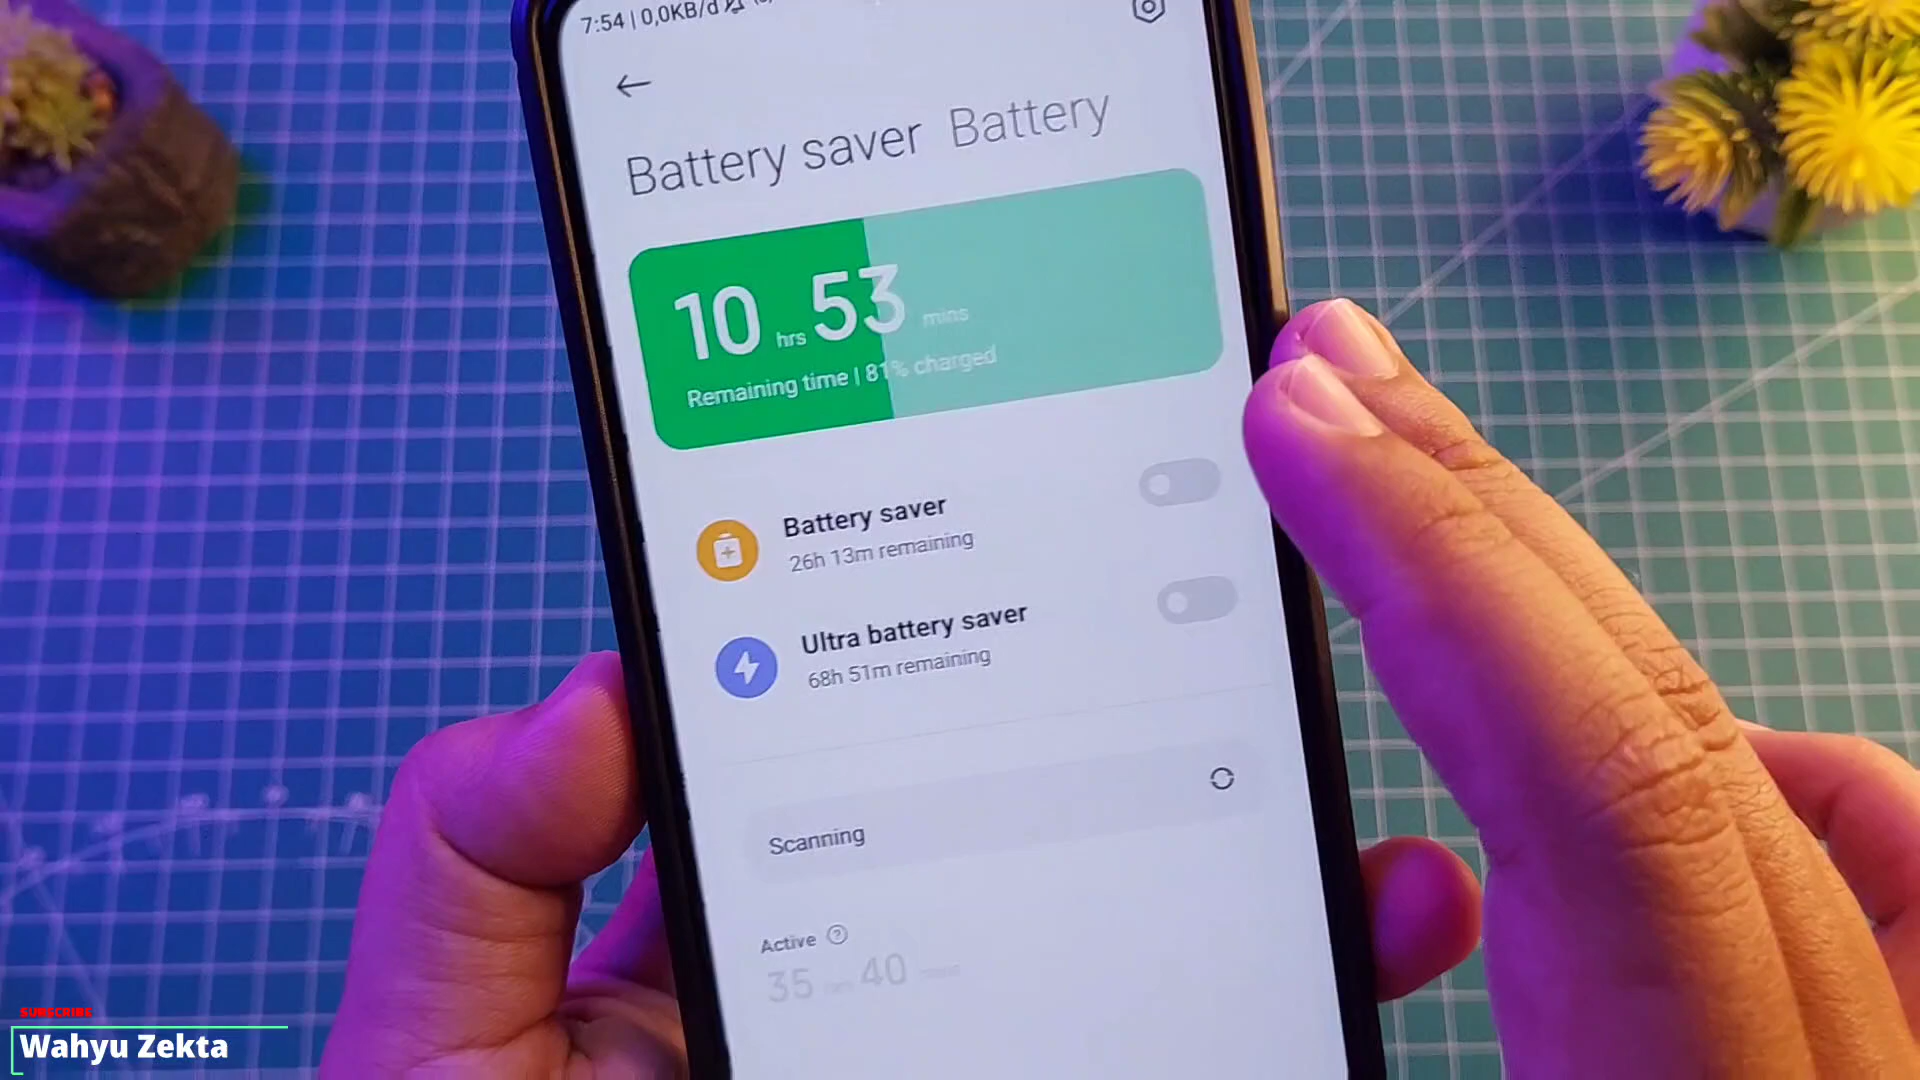 7:54 | 0,0KB/d
Battery saver Battery
10 hrs 53 mins
Remaining time | 81% charged
Battery saver
26h 13m remaining
Ultra battery saver
68h 51m remaining
Scanning
Active
35 40
SUBSCRIBE
Wahyu Zekta